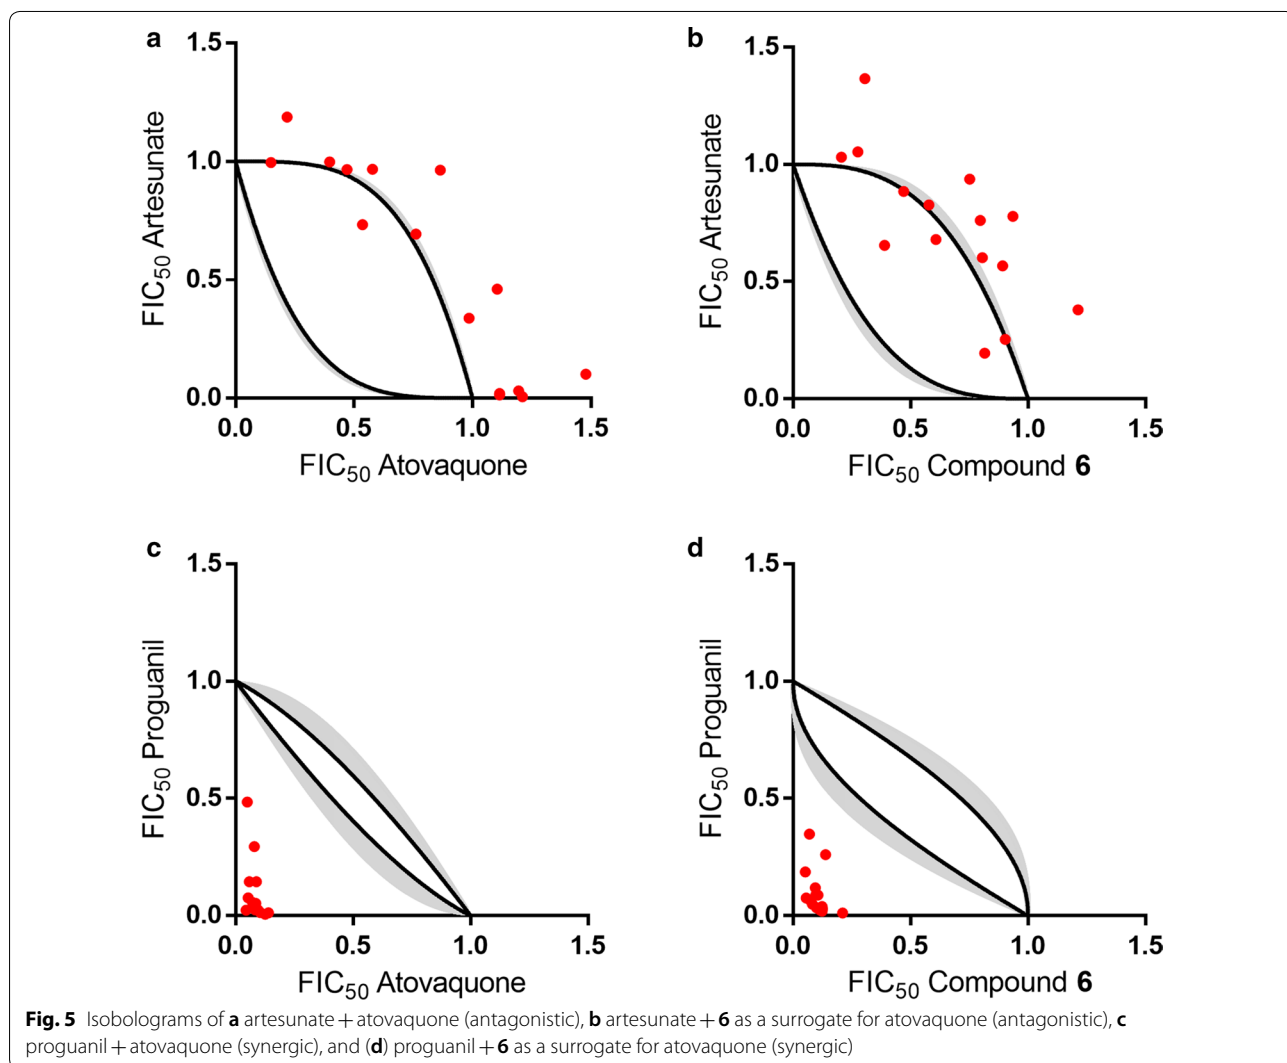 a
1.5
1.0
0.5
0.0
FIC50 Artesunate
0.0 0.5 1.0 1.5
FIC50 Atovaquone
b
1.5
1.0
0.5
0.0
FIC50 Artesunate
0.0 0.5 1.0 1.5
FIC50 Compound 6
c
1.5
1.0
0.5
0.0
FIC50 Proguanil
0.0 0.5 1.0 1.5
FIC50 Atovaquone
d
1.5
1.0
0.5
0.0
FIC50 Proguanil
0.0 0.5 1.0 1.5
FIC50 Compound 6
Fig. 5 Isobolograms of a artesunate + atovaquone (antagonistic), b artesunate + 6 as a surrogate for atovaquone (antagonistic), c
proguanil + atovaquone (synergic), and (d) proguanil + 6 as a surrogate for atovaquone (synergic)